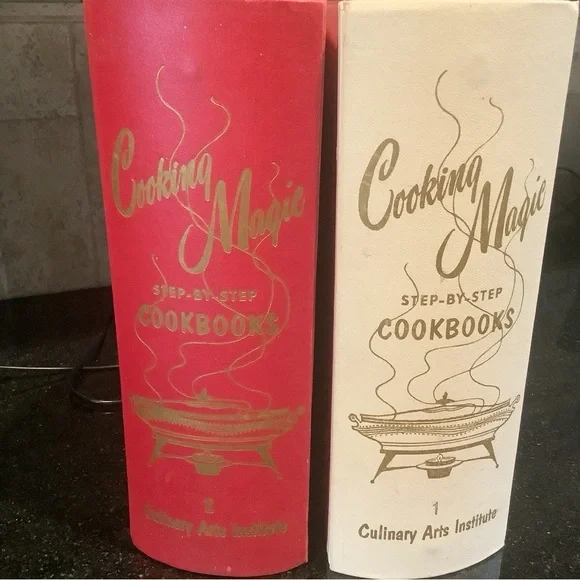 Cooking
Magic
STEP-BY-STEP
COOKBOOKS
2
Culinary Arts Institute
Cooking
Magic
STEP-BY-STEP
COOKBOOKS
1
Culinary Arts Institute